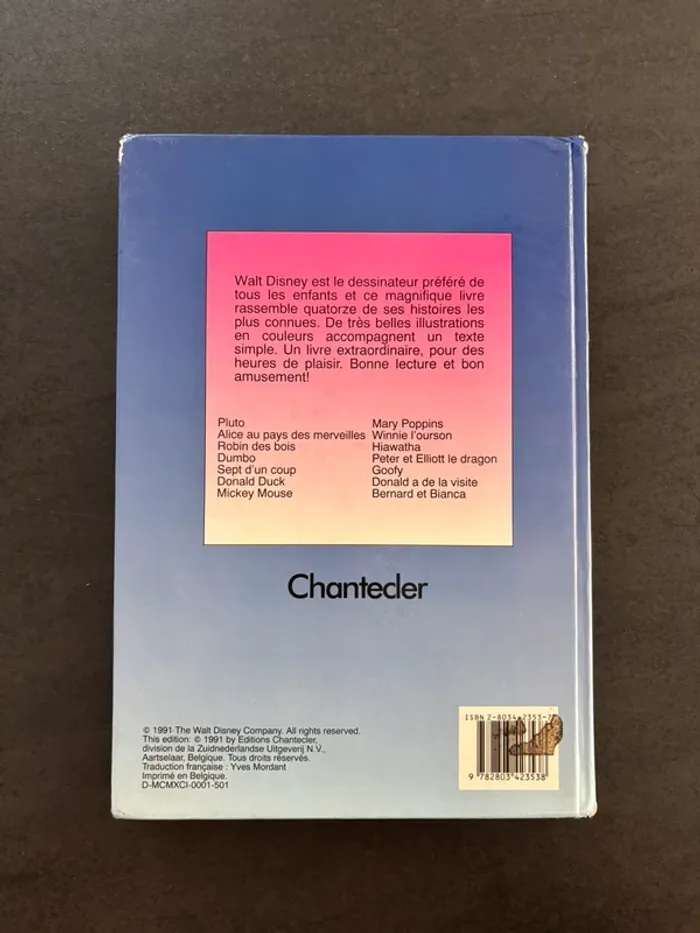 Walt Disney est le dessinateur préféré de
tous les enfants et ce magnifique livre
rassemble quatorze de ses histoires les
plus connues. De très belles illustrations
en couleurs accompagnent un texte
simple. Un livre extraordinaire, pour des
heures de plaisir. Bonne lecture et bon
amusement!
Pluto
Alice au pays des merveilles
Robin des bois
Dumbo
Sept d'un coup
Donald Duck
Mickey Mouse
Mary Poppins
Winnie l'ourson
Hiawatha
Peter et Elliott le dragon
Goofy
Donald a de la visite
Bernard et Bianca
Chantecler
© 1991 The Walt Disney Company. All rights reserved.
This edition: © 1991 by Editions Chantecler,
division de la Zuidnederlandse Uitgeverij N.V.,
Aartselaar, Belgique. Tous droits réservés.
Traduction française : Yves Mordant
Imprimé en Belgique.
D-MCMXCI-0001-501
ISBN 2-8034-2353-7
9 782803 423538